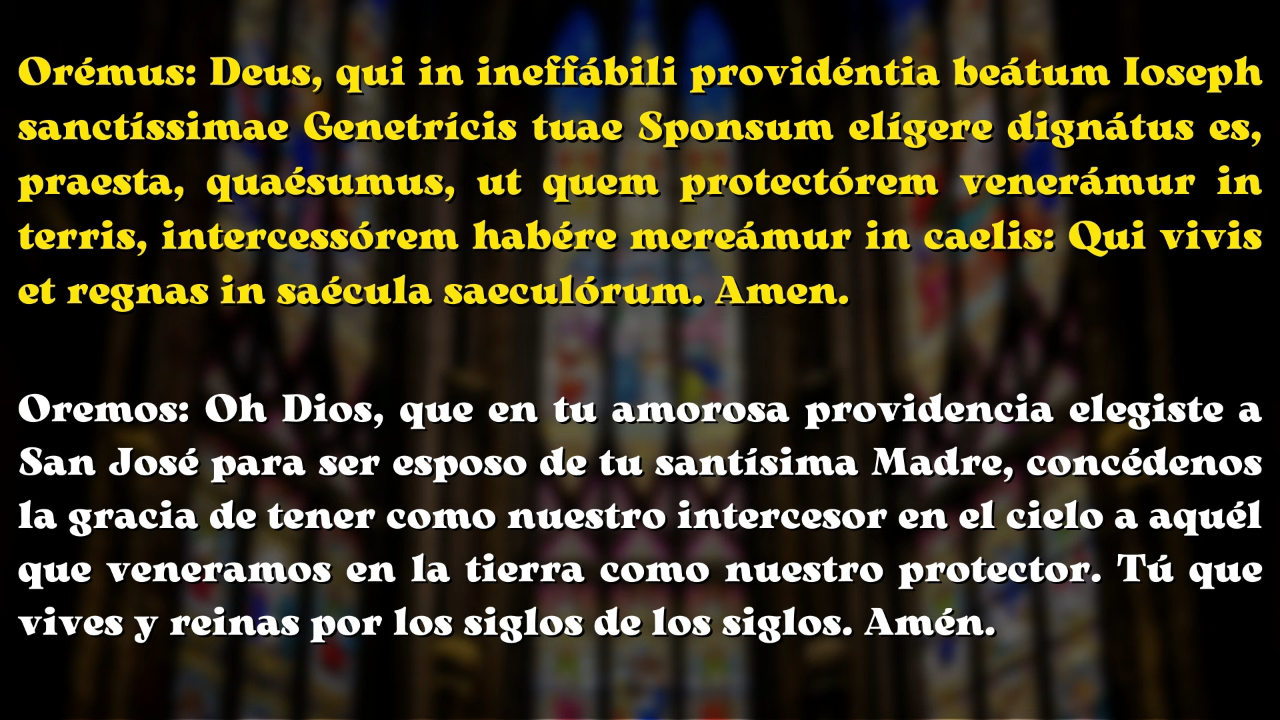 Orémus: Deus, qui in ineffábili providéntia beátum Ioseph
sanctíssimae Genetrícis tuae Sponsum elígere dignátus es,
praesta, quaésumus, ut quem protectórem venerámur in
terris, intercessórem habére mereámur in caelis: Qui vivis
et regnas in saécula saeculórum. Amen.
Oremos: Oh Dios, que en tu amorosa providencia elegiste a
San José para ser esposo de tu santísima Madre, concédenos
la gracia de tener como nuestro intercesor en el cielo a aquél
que veneramos en la tierra como nuestro protector. Tú que
vives y reinas por los siglos de los siglos. Amén.